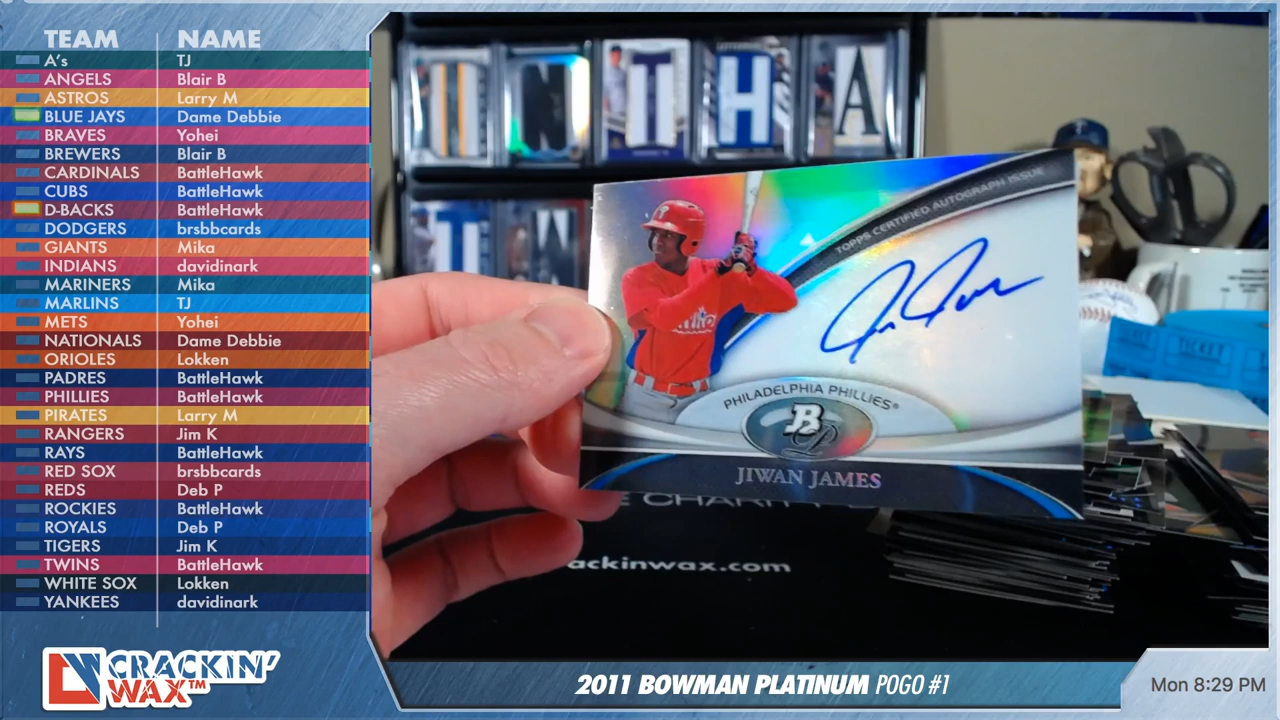 TEAM NAME
A's TJ
ANGELS Blair B
ASTROS Larry M
BLUE JAYS Dame Debbie
BRAVES Yohei
BREWERS Blair B
CARDINALS BattleHawk
CUBS BattleHawk
D-BACKS BattleHawk
DODGERS brsbbcards
GIANTS Mika
INDIANS davidinark
MARINERS Mika
MARLINS TJ
METS Yohei
NATIONALS Dame Debbie
ORIOLES Lokken
PADRES BattleHawk
PHILLIES BattleHawk
PIRATES Larry M
RANGERS Jim K
RAYS BattleHawk
RED SOX brsbbcards
REDS Deb P
ROCKIES BattleHawk
ROYALS Deb P
TIGERS Jim K
TWINS BattleHawk
WHITE SOX Lokken
YANKEES davidinark
CRACKIN'
WAX™
N T H A
T W
TOPPS CERTIFIED AUTOGRAPH ISSUE
PHILADELPHIA PHILLIES®
B
P
JIWAN JAMES
ackinwax.com
TICKET
2011 BOWMAN PLATINUM POGO #1
Mon 8:29 PM